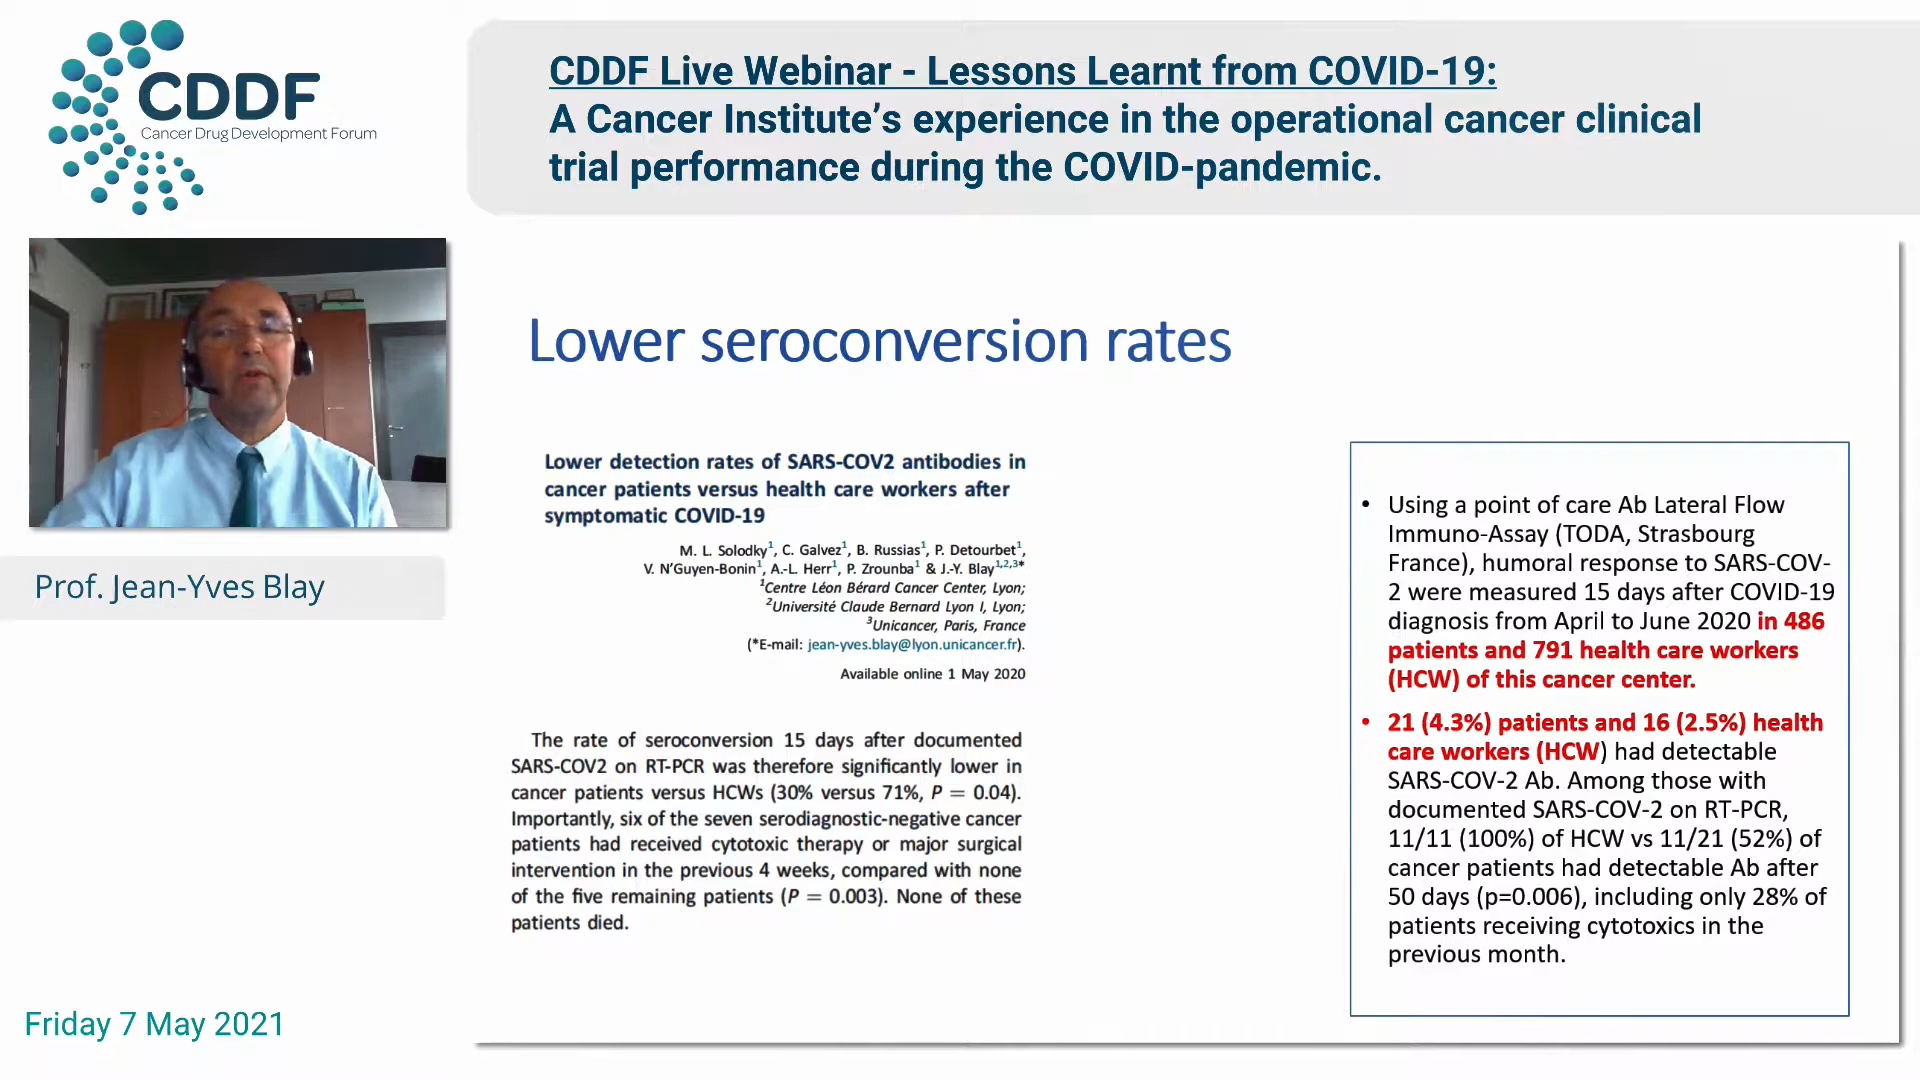 CDDF
Cancer Drug Development Forum
CDDF Live Webinar - Lessons Learnt from COVID-19:
A Cancer Institute’s experience in the operational cancer clinical
trial performance during the COVID-pandemic.
Prof. Jean-Yves Blay
Friday 7 May 2021
Lower seroconversion rates
Lower detection rates of SARS-COV2 antibodies in
cancer patients versus health care workers after
symptomatic COVID-19
M. L. Solodky1, C. Galvez1, B. Russias1, P. Detourbet1,
V. N’Guyen-Bonin1, A.-L. Herr1, P. Zrounba1 & J.-Y. Blay1,2,3*
1Centre Léon Bérard Cancer Center, Lyon;
2Université Claude Bernard Lyon I, Lyon;
3Unicancer, Paris, France
(*E-mail: jean-yves.blay@lyon.unicancer.fr).
Available online 1 May 2020
The rate of seroconversion 15 days after documented
SARS-COV2 on RT-PCR was therefore significantly lower in
cancer patients versus HCWs (30% versus 71%, P = 0.04).
Importantly, six of the seven serodiagnostic-negative cancer
patients had received cytotoxic therapy or major surgical
intervention in the previous 4 weeks, compared with none
of the five remaining patients (P = 0.003). None of these
patients died.
• Using a point of care Ab Lateral Flow
Immuno-Assay (TODA, Strasbourg
France), humoral response to SARS-COV-
2 were measured 15 days after COVID-19
diagnosis from April to June 2020 in 486
patients and 791 health care workers
(HCW) of this cancer center.
• 21 (4.3%) patients and 16 (2.5%) health
care workers (HCW) had detectable
SARS-COV-2 Ab. Among those with
documented SARS-COV-2 on RT-PCR,
11/11 (100%) of HCW vs 11/21 (52%) of
cancer patients had detectable Ab after
50 days (p=0.006), including only 28% of
patients receiving cytotoxics in the
previous month.